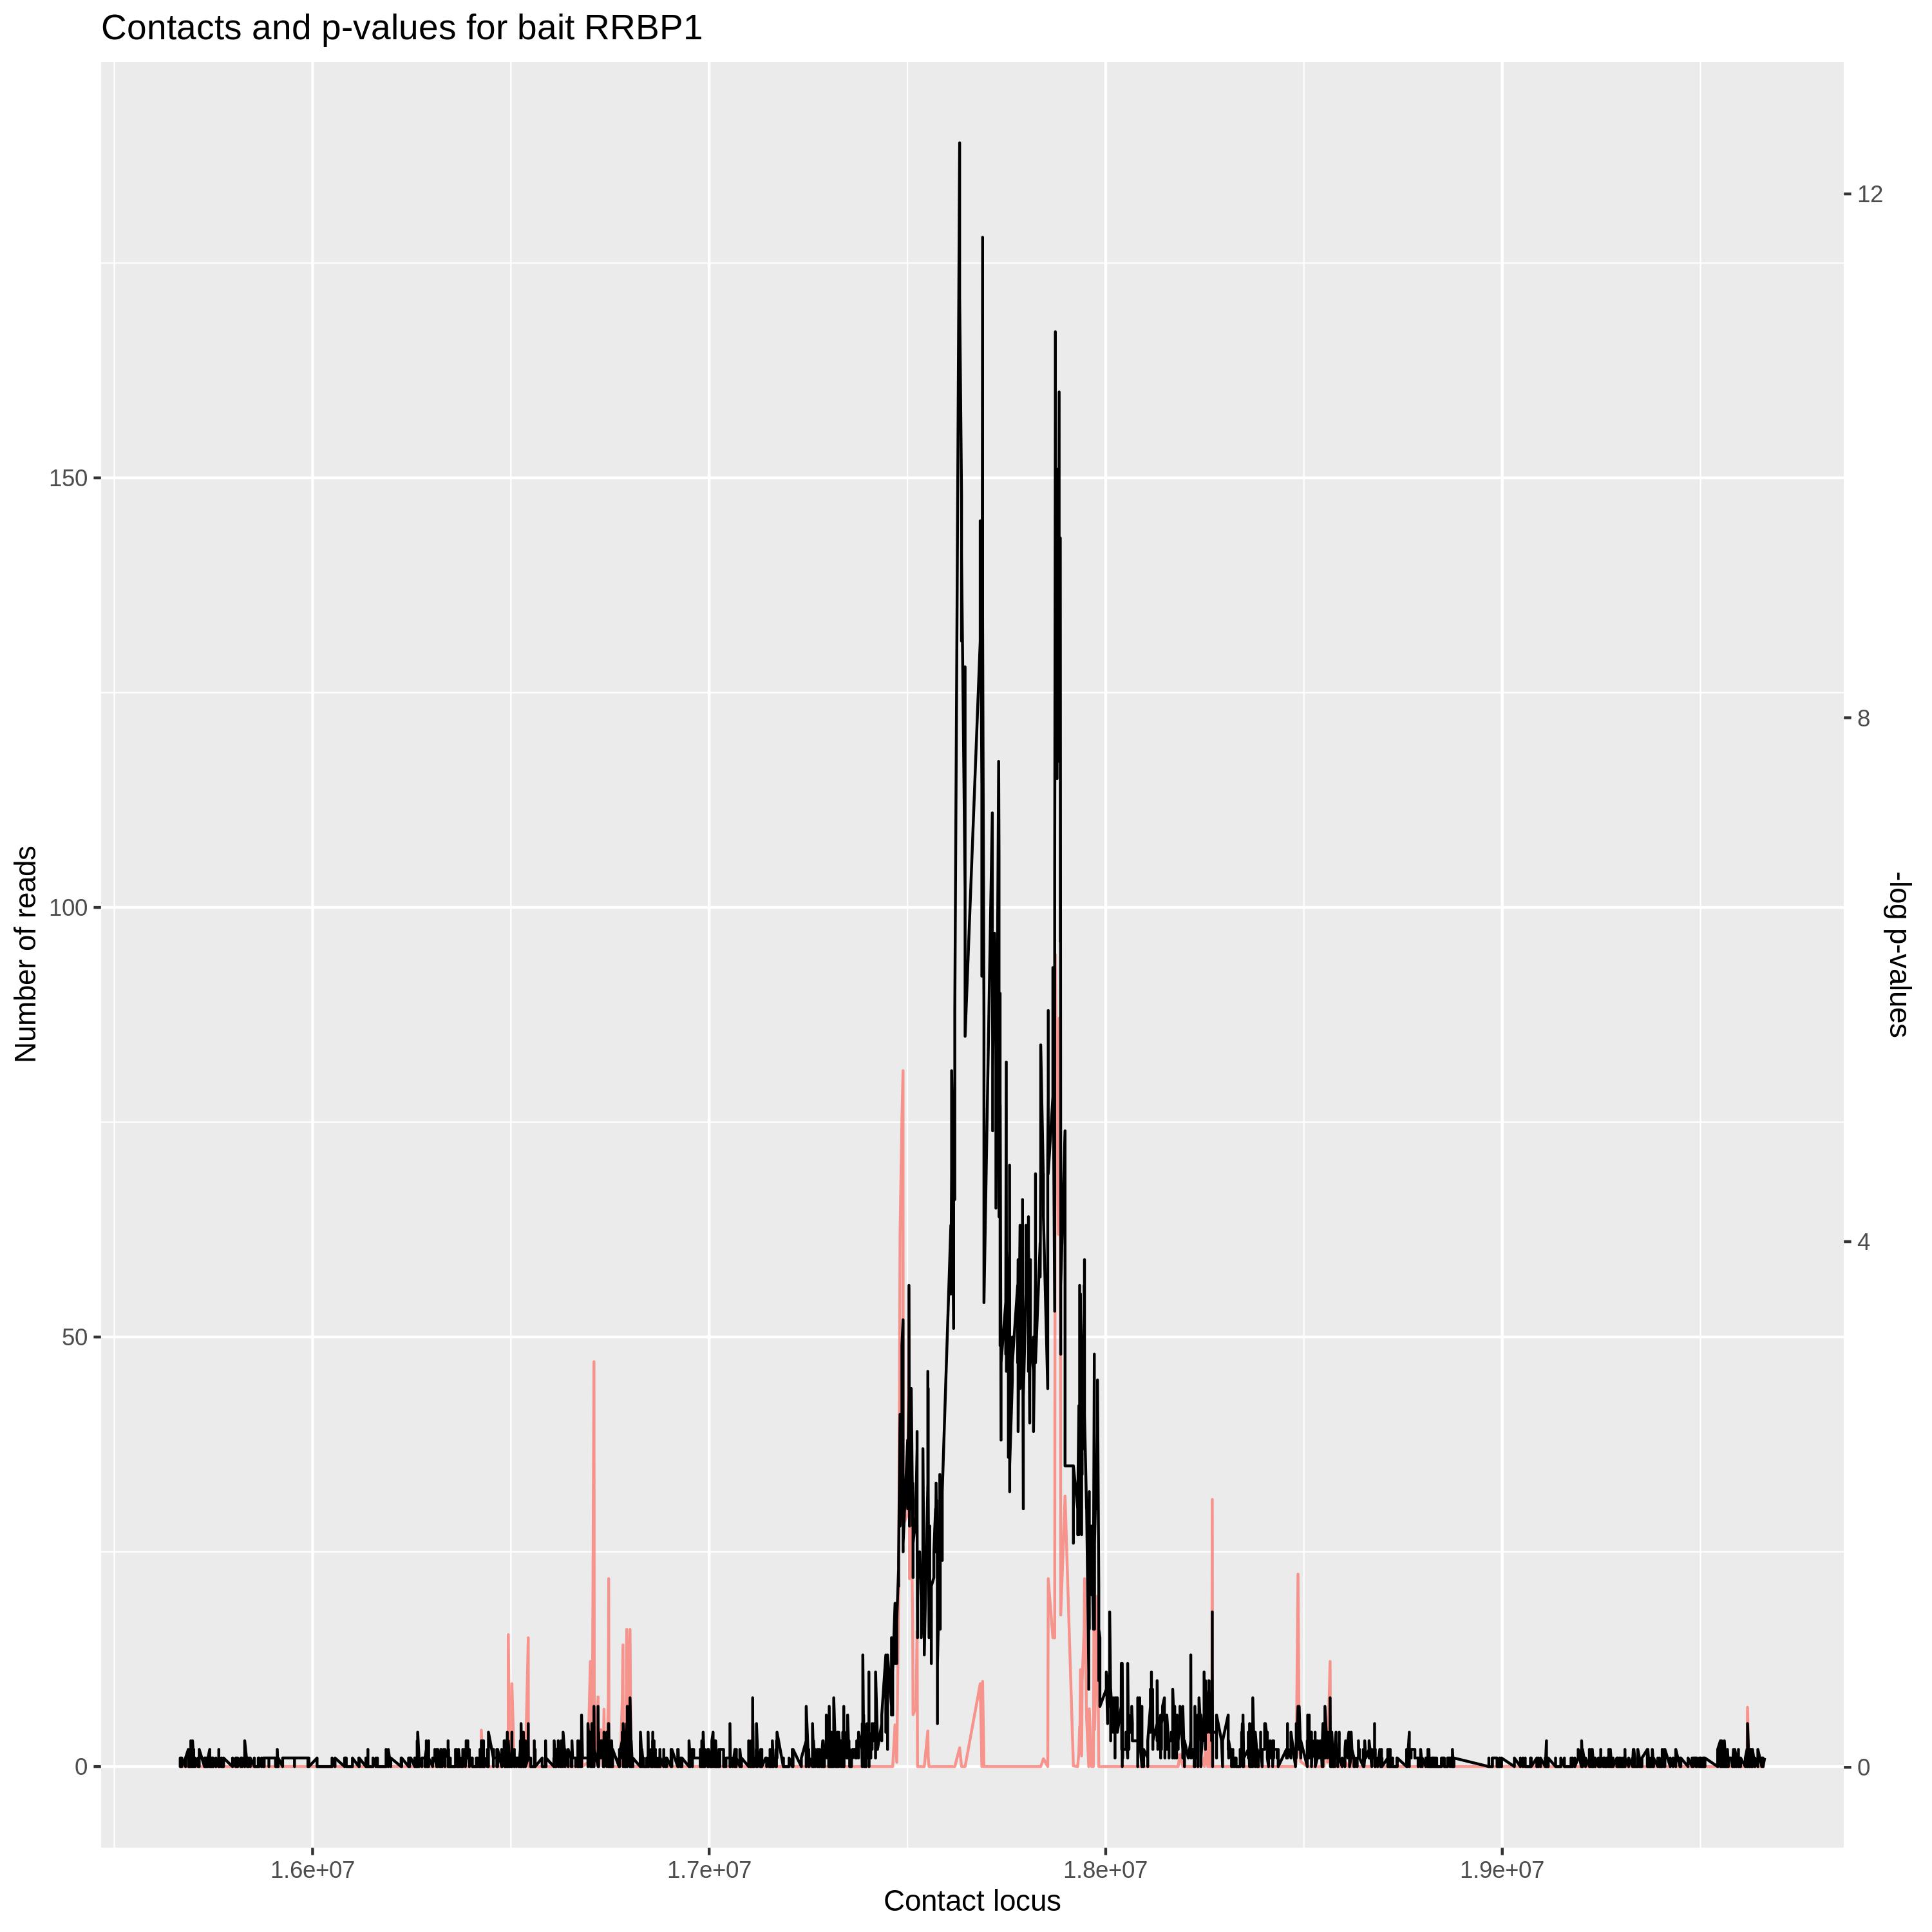 Contacts and p-values for bait RRBP1
Number of reads
150
100
50
0
12
8
4
0
-log p-values
1.6e+07
1.7e+07
1.8e+07
1.9e+07
Contact locus